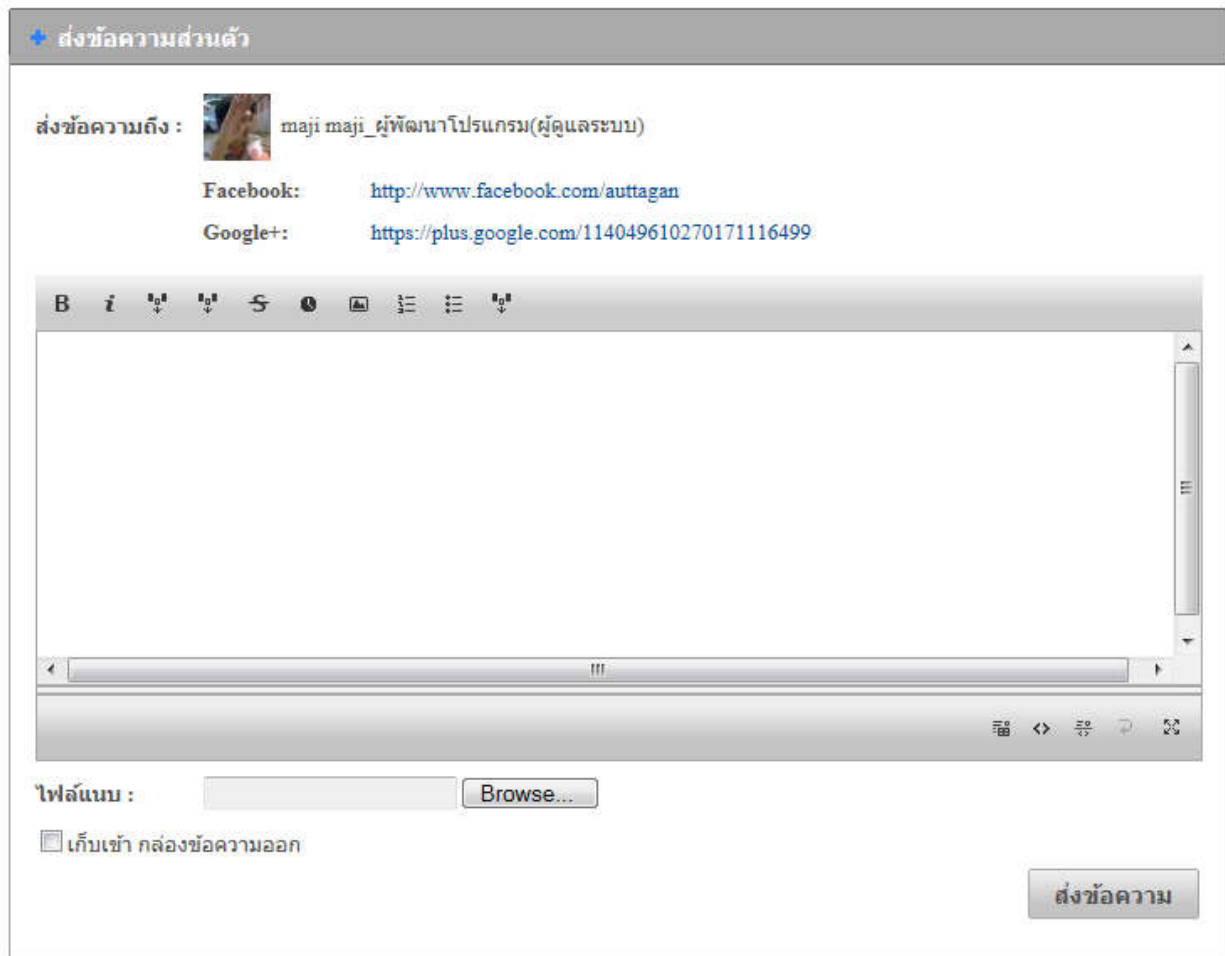 ส่งข้อความส่วนตัว
ส่งข้อความถึง : maji maji_ผู้พัฒนาโปรแกรม(ผู้ดูแลระบบ)
Facebook: http://www.facebook.com/auttagan
Google+: https://plus.google.com/114049610270171116499
B i S
ไฟล์แนบ : Browse...
เก็บเข้า กล่องข้อความออก
ส่งข้อความ